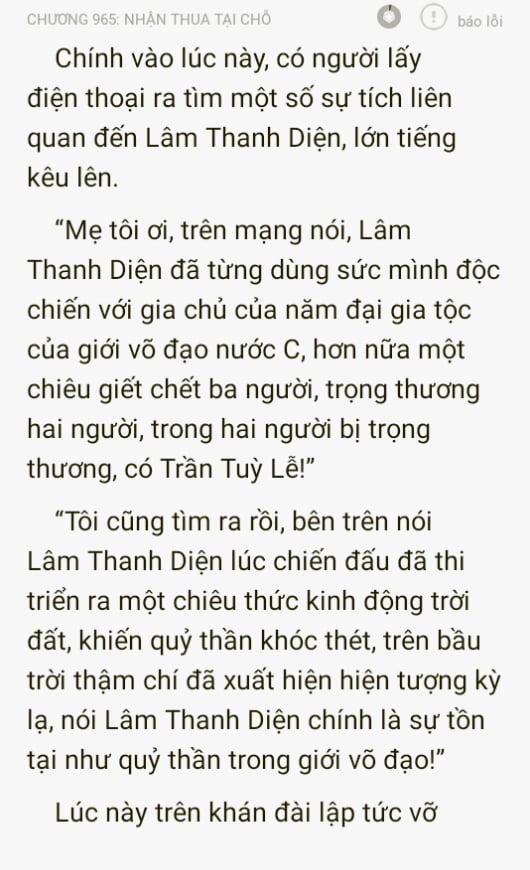 CHƯƠNG 965: NHẬN THUA TẠI CHỖ
báo lỗi
Chính vào lúc này, có người lấy
điện thoại ra tìm một số sự tích liên
quan đến Lâm Thanh Diện, lớn tiếng
kêu lên.
“Mẹ tôi ơi, trên mạng nói, Lâm
Thanh Diện đã từng dùng sức mình độc
chiến với gia chủ của năm đại gia tộc
của giới võ đạo nước C, hơn nữa một
chiêu giết chết ba người, trọng thương
hai người, trong hai người bị trọng
thương, có Trần Tuỳ Lễ!”
“Tôi cũng tìm ra rồi, bên trên nói
Lâm Thanh Diện lúc chiến đấu đã thi
triển ra một chiêu thức kinh động trời
đất, khiến quỷ thần khóc thét, trên bầu
trời thậm chí đã xuất hiện hiện tượng kỳ
lạ, nói Lâm Thanh Diện chính là sự tồn
tại như quỷ thần trong giới võ đạo!”
Lúc này trên khán đài lập tức vỡ